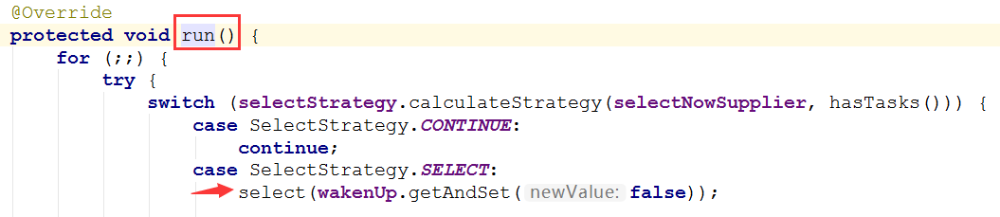 @Override
protected void run() {
for (;;) {
try {
switch (selectStrategy.calculateStrategy(selectNowSupplier, hasTasks())) {
case SelectStrategy.CONTINUE:
continue;
case SelectStrategy.SELECT:
select(wakenUp.getAndSet( newValue: false));